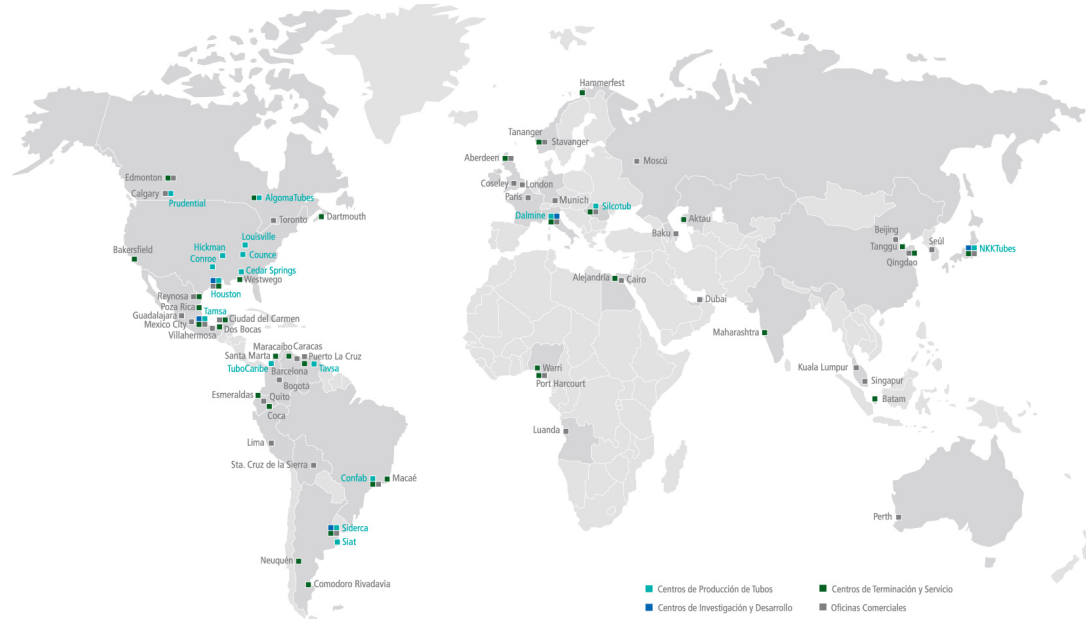 Hammerfest
Tananger
Stavanger
Aberdeen
Moscú
Edmonton
Coseley
London
Calgary
Prudential
AlgomaTubes
Paris
Munich
Silcotub
Dalmine
Toronto
Dartmouth
Aktau
Baku
Beijing
Tanggu
Seúl
NKKTubes
Qingdao
Bakersfield
Louisville
Hickman
Counce
Conroe
Cedar Springs
Westwego
Houston
Alejandría
Cairo
Reynosa
Dubai
Poza Rica
Tamsa
Guadalajara
Ciudad del Carmen
Mexico City
Dos Bocas
Villahermosa
Maharashtra
Maracaibo
Caracas
Santa Marta
Puerto La Cruz
TuboCaribe
Barcelona
Tavsa
Bogotá
Warri
Port Harcourt
Kuala Lumpur
Singapur
Esmeraldas
Quito
Coca
Batam
Luanda
Lima
Sta. Cruz de la Sierra
Confab
Macaé
Perth
Siderca
Siat
Neuquén
Comodoro Rivadavia
Centros de Producción de Tubos
Centros de Terminación y Servicio
Centros de Investigación y Desarrollo
Oficinas Comerciales